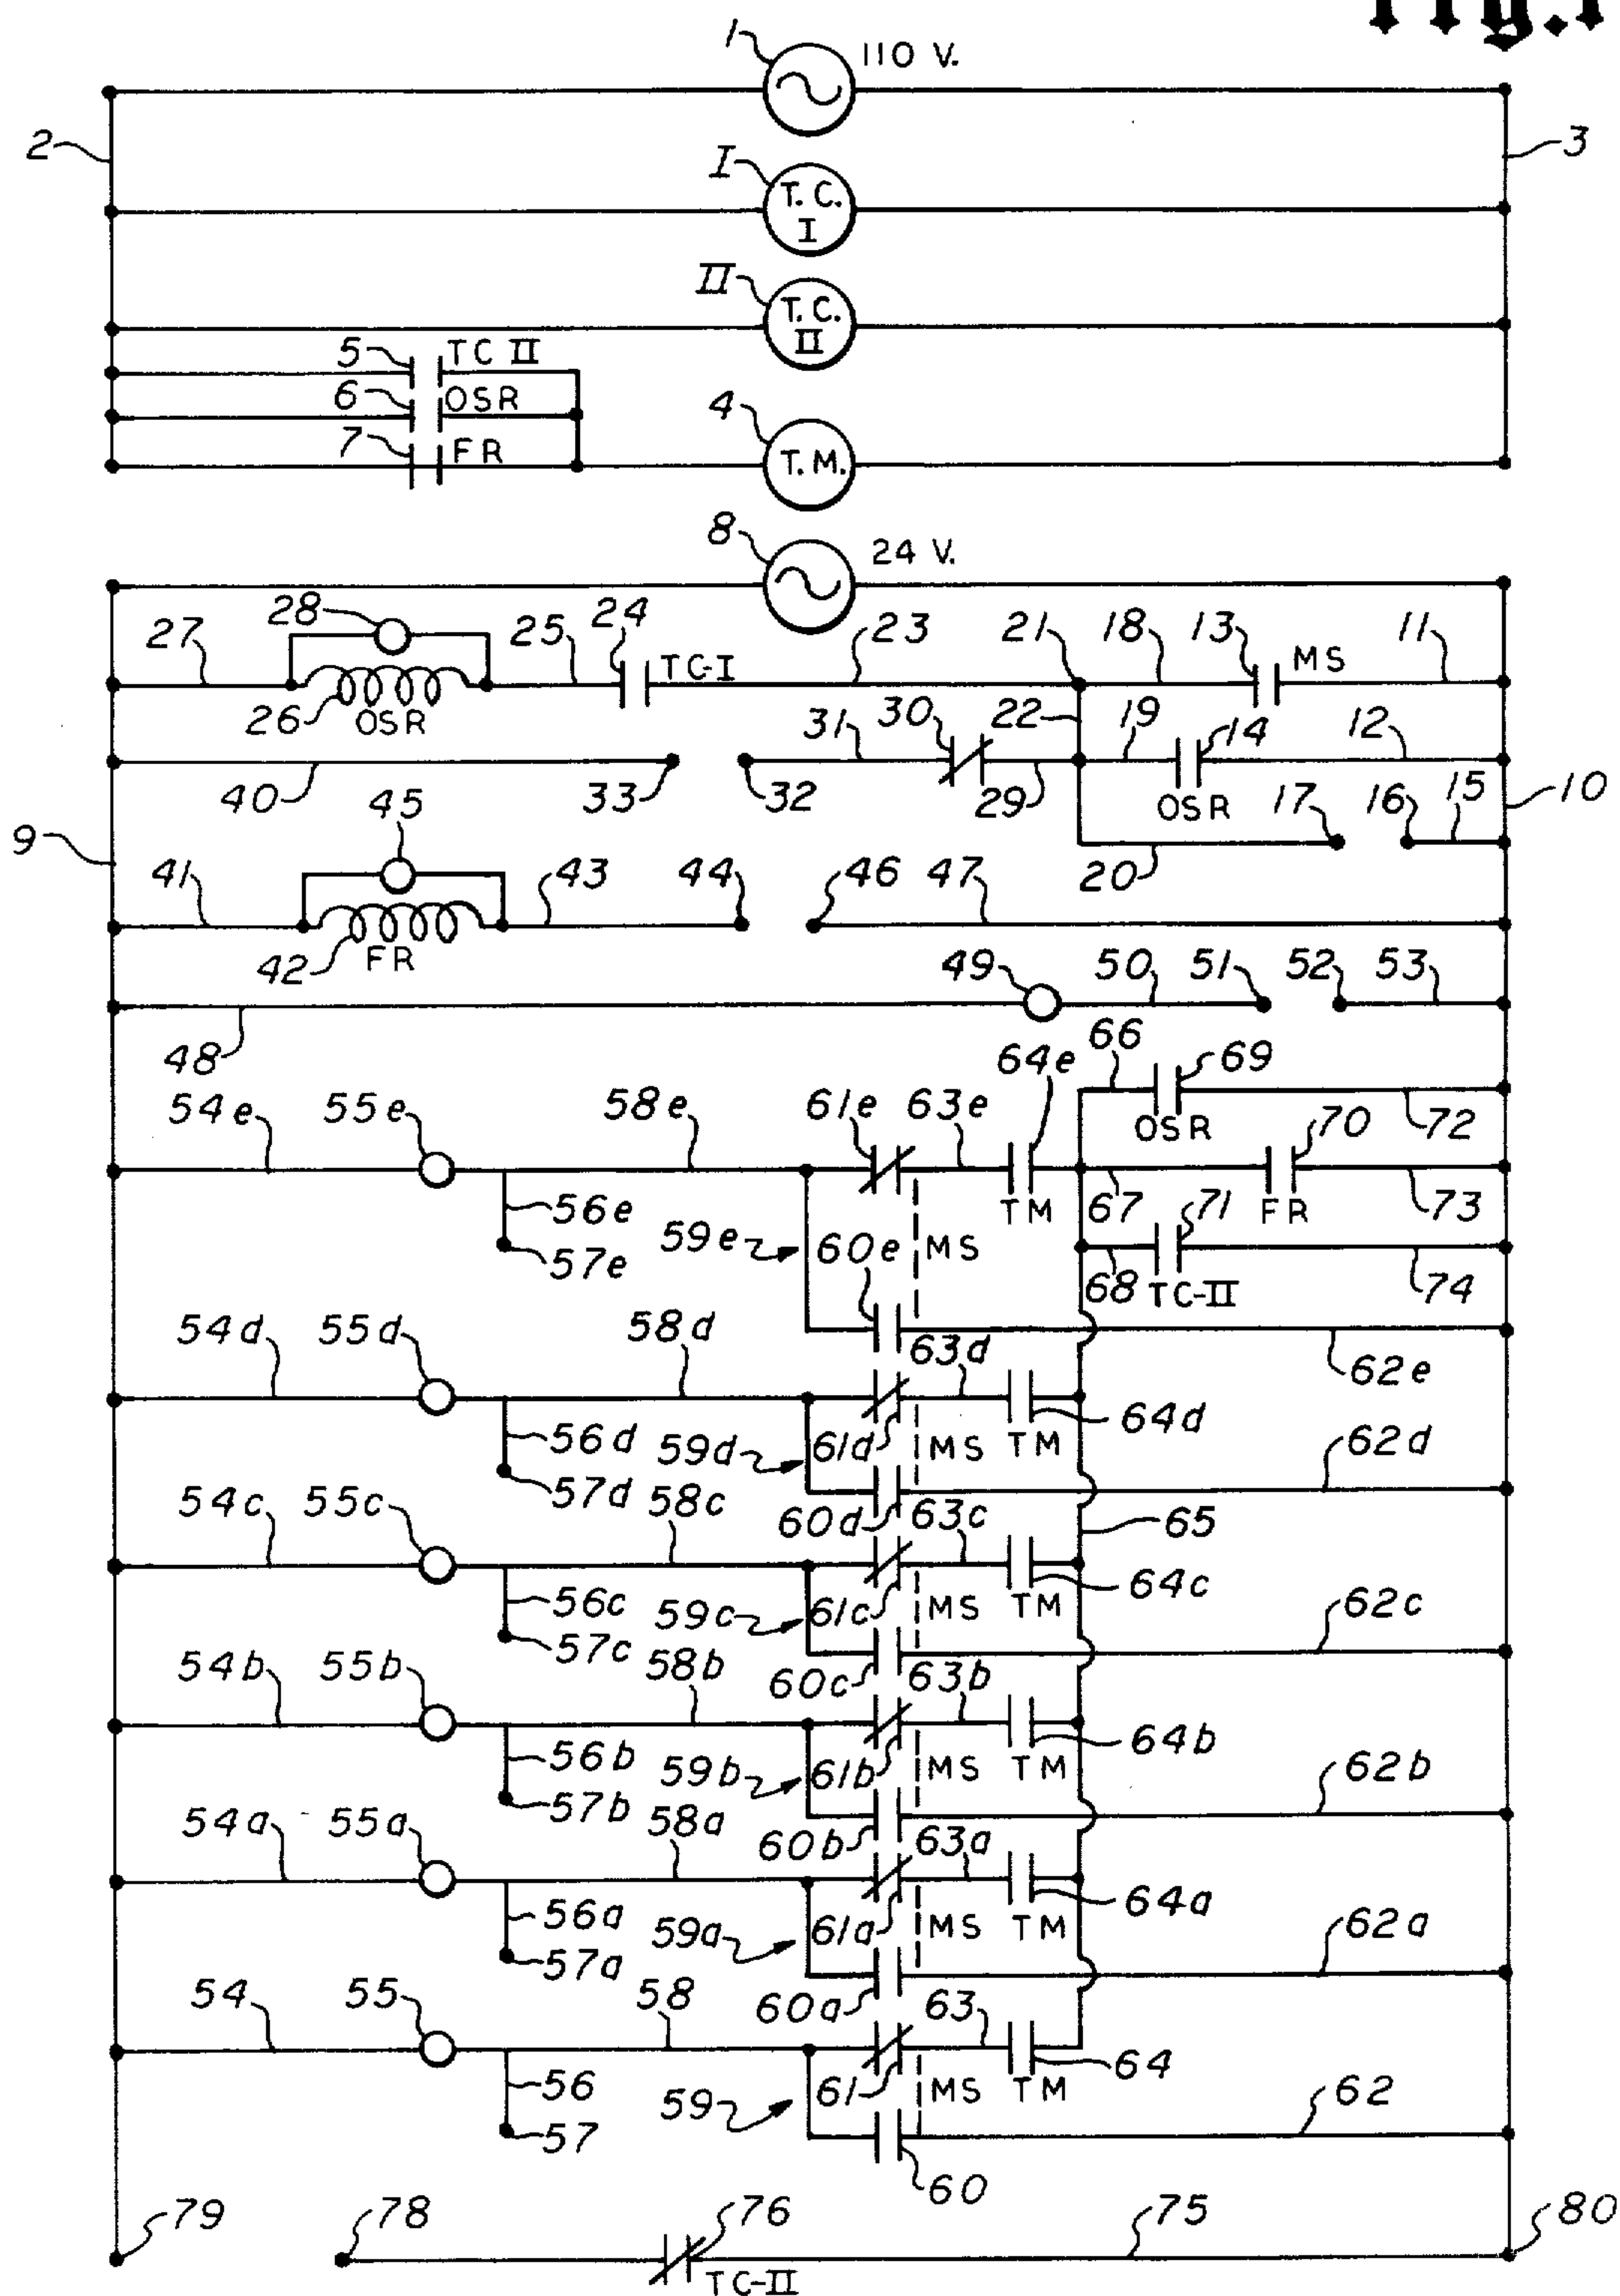 Fig. 1
1 110 V.
2 3
I T. C. I
II T. C. II
5 TC II
6 OSR
4
7 FR T. M.
8 24 V.
28 24
27 25 23 21 18 13 MS 11
TC-I
26 OSR 31 30 22 19 14 12
40 33 32 29 OSR 17 16 15 10
9 45
41 43 44 46 47 20
42 FR
49 50 51 52 53
48 66 69
64e
54e 55e 58e 61e 63e OSR 70 72
56e TM 67 71 FR 73
59e 60e MS
57e 68 TC-II 74
54d 55d 58d 63d 62e
56d 59d 61d MS TM 64d 62d
57d
54c 55c 58c 60d 63c 65
56c 59c 61c MS TM 64c 62c
57c
54b 55b 58b 60c 63b
56b 59b 61b MS TM 64b 62b
57b
54a 55a 58a 60b 63a
56a 59a 61a MS TM 64a 62a
57a
54 55 58 60a 63
56 59 61 MS TM 64 62
57
60
79 78 76 75 80
TC-II